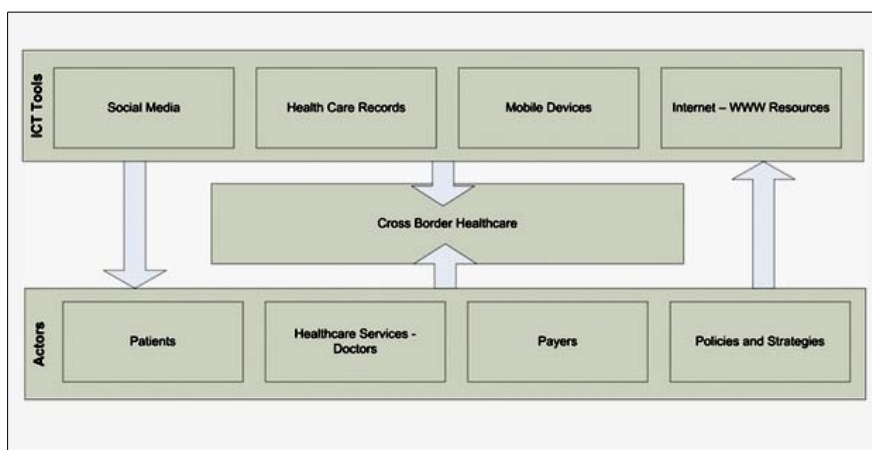 ICT Tools
Social Media
Health Care Records
Mobile Devices
Internet – WWW Resources
Cross Border Healthcare
Actors
Patients
Healthcare Services -
Doctors
Payers
Policies and Strategies